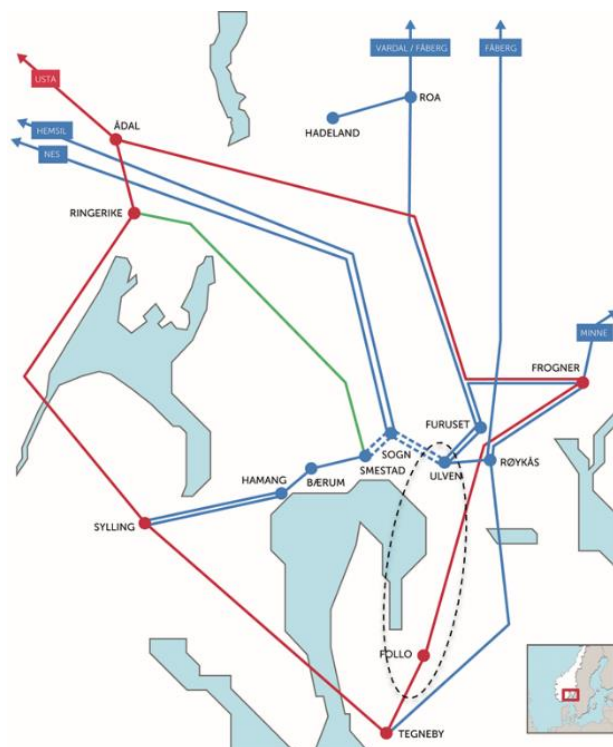 VARDAL / FÅBERG
FÅBERG
USTA
ROA
ÅDAL
HADELAND
HEMSIL
NES
RINGERIKE
MINNE
FROGNER
FURUSET
SOGN
SMESTAD
ULVEN
RØYKÅS
BÆRUM
HAMANG
SYLLING
FOLLO
TEGNEBY